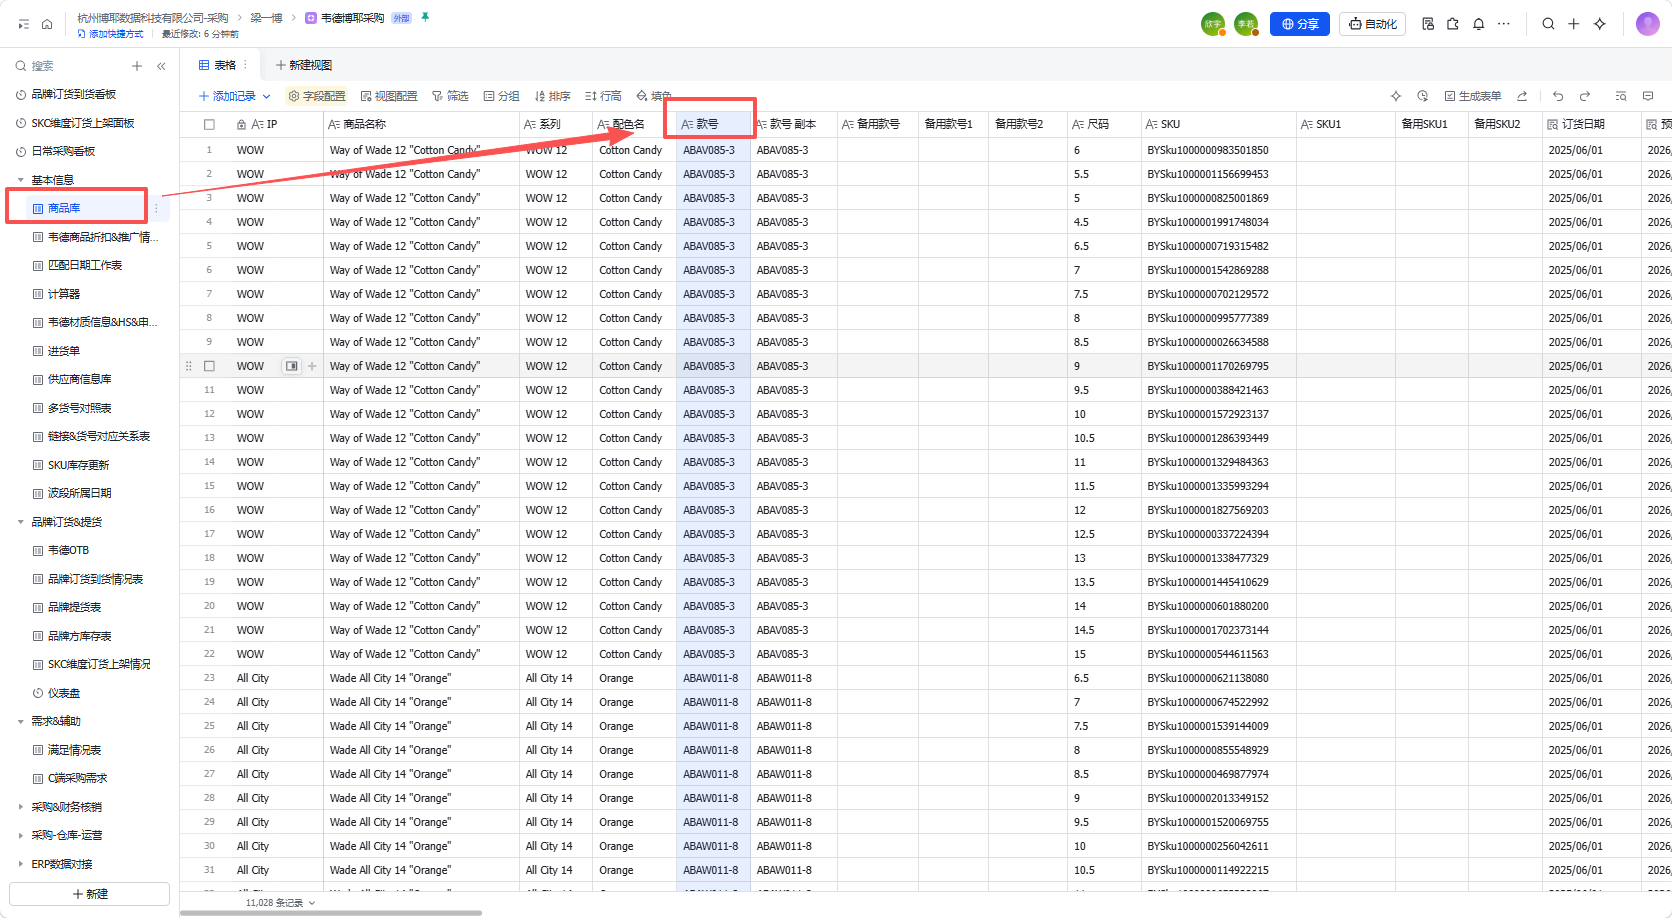 杭州博耶数据科技有限公司-采购 > 梁一博 > 韦德博耶采购 外部
添加快捷方式 | 最近修改: 6 分钟前
欣宇 李若 分享 自动化
搜索
品牌订货到货看板
SKC维度订货上架面板
日常采购看板
基本信息
商品库
韦德商品折扣&推广情...
匹配日期工作表
计算器
韦德材质信息&HS&申...
进货单
供应商信息库
多货号对照表
链接&货号对应关系表
SKU库存更新
波段所属日期
品牌订货&提货
韦德OTB
品牌订货到货情况表
品牌提货表
品牌方库存表
SKC维度订货上架情况
仪表盘
需求&辅助
满足情况表
C端采购需求
采购&财务核销
采购-仓库-运营
ERP数据对接
新建
表格 新建视图
添加记录 字段配置 视图配置 筛选 分组 排序 行高 填色 生成表单
IP 商品名称 系列 配色名 款号 款号 副本 备用款号 备用款号1 备用款号2 尺码 SKU SKU1 备用SKU1 备用SKU2 订货日期 预
1 WOW Way of Wade 12 "Cotton Candy" WOW 12 Cotton Candy ABAV085-3 ABAV085-3 6 BYSku1000000983501850 2025/06/01 2026,
2 WOW Way of Wade 12 "Cotton Candy" WOW 12 Cotton Candy ABAV085-3 ABAV085-3 5.5 BYSku1000001156699453 2025/06/01 2026,
3 WOW Way of Wade 12 "Cotton Candy" WOW 12 Cotton Candy ABAV085-3 ABAV085-3 5 BYSku1000000825001869 2025/06/01 2026,
4 WOW Way of Wade 12 "Cotton Candy" WOW 12 Cotton Candy ABAV085-3 ABAV085-3 4.5 BYSku1000001991748034 2025/06/01 2026,
5 WOW Way of Wade 12 "Cotton Candy" WOW 12 Cotton Candy ABAV085-3 ABAV085-3 6.5 BYSku1000000719315482 2025/06/01 2026,
6 WOW Way of Wade 12 "Cotton Candy" WOW 12 Cotton Candy ABAV085-3 ABAV085-3 7 BYSku1000001542869288 2025/06/01 2026,
7 WOW Way of Wade 12 "Cotton Candy" WOW 12 Cotton Candy ABAV085-3 ABAV085-3 7.5 BYSku1000000702129572 2025/06/01 2026,
8 WOW Way of Wade 12 "Cotton Candy" WOW 12 Cotton Candy ABAV085-3 ABAV085-3 8 BYSku1000000995777389 2025/06/01 2026,
9 WOW Way of Wade 12 "Cotton Candy" WOW 12 Cotton Candy ABAV085-3 ABAV085-3 8.5 BYSku1000000026634588 2025/06/01 2026,
WOW Way of Wade 12 "Cotton Candy" WOW 12 Cotton Candy ABAV085-3 ABAV085-3 9 BYSku1000001170269795 2025/06/01 2026,
11 WOW Way of Wade 12 "Cotton Candy" WOW 12 Cotton Candy ABAV085-3 ABAV085-3 9.5 BYSku1000000388421463 2025/06/01 2026,
12 WOW Way of Wade 12 "Cotton Candy" WOW 12 Cotton Candy ABAV085-3 ABAV085-3 10 BYSku1000001572923137 2025/06/01 2026,
13 WOW Way of Wade 12 "Cotton Candy" WOW 12 Cotton Candy ABAV085-3 ABAV085-3 10.5 BYSku1000001286393449 2025/06/01 2026,
14 WOW Way of Wade 12 "Cotton Candy" WOW 12 Cotton Candy ABAV085-3 ABAV085-3 11 BYSku1000001329484363 2025/06/01 2026,
15 WOW Way of Wade 12 "Cotton Candy" WOW 12 Cotton Candy ABAV085-3 ABAV085-3 11.5 BYSku1000001335993294 2025/06/01 2026,
16 WOW Way of Wade 12 "Cotton Candy" WOW 12 Cotton Candy ABAV085-3 ABAV085-3 12 BYSku1000001827569203 2025/06/01 2026,
17 WOW Way of Wade 12 "Cotton Candy" WOW 12 Cotton Candy ABAV085-3 ABAV085-3 12.5 BYSku1000000337224394 2025/06/01 2026,
18 WOW Way of Wade 12 "Cotton Candy" WOW 12 Cotton Candy ABAV085-3 ABAV085-3 13 BYSku1000001338477329 2025/06/01 2026,
19 WOW Way of Wade 12 "Cotton Candy" WOW 12 Cotton Candy ABAV085-3 ABAV085-3 13.5 BYSku1000001445410629 2025/06/01 2026,
20 WOW Way of Wade 12 "Cotton Candy" WOW 12 Cotton Candy ABAV085-3 ABAV085-3 14 BYSku1000000601880200 2025/06/01 2026,
21 WOW Way of Wade 12 "Cotton Candy" WOW 12 Cotton Candy ABAV085-3 ABAV085-3 14.5 BYSku1000001702373144 2025/06/01 2026,
22 WOW Way of Wade 12 "Cotton Candy" WOW 12 Cotton Candy ABAV085-3 ABAV085-3 15 BYSku1000000544611563 2025/06/01 2026,
23 All City Wade All City 14 "Orange" All City 14 Orange ABAW011-8 ABAW011-8 6.5 BYSku1000000621138080 2025/06/01 2026,
24 All City Wade All City 14 "Orange" All City 14 Orange ABAW011-8 ABAW011-8 7 BYSku1000000674522992 2025/06/01 2026,
25 All City Wade All City 14 "Orange" All City 14 Orange ABAW011-8 ABAW011-8 7.5 BYSku1000001539144009 2025/06/01 2026,
26 All City Wade All City 14 "Orange" All City 14 Orange ABAW011-8 ABAW011-8 8 BYSku1000000855548929 2025/06/01 2026,
27 All City Wade All City 14 "Orange" All City 14 Orange ABAW011-8 ABAW011-8 8.5 BYSku1000000469877974 2025/06/01 2026,
28 All City Wade All City 14 "Orange" All City 14 Orange ABAW011-8 ABAW011-8 9 BYSku1000002013349152 2025/06/01 2026,
29 All City Wade All City 14 "Orange" All City 14 Orange ABAW011-8 ABAW011-8 9.5 BYSku1000001520069755 2025/06/01 2026,
30 All City Wade All City 14 "Orange" All City 14 Orange ABAW011-8 ABAW011-8 10 BYSku1000000256042611 2025/06/01 2026,
31 All City Wade All City 14 "Orange" All City 14 Orange ABAW011-8 ABAW011-8 10.5 BYSku1000000114922215 2025/06/01 2026,
11,028 条记录